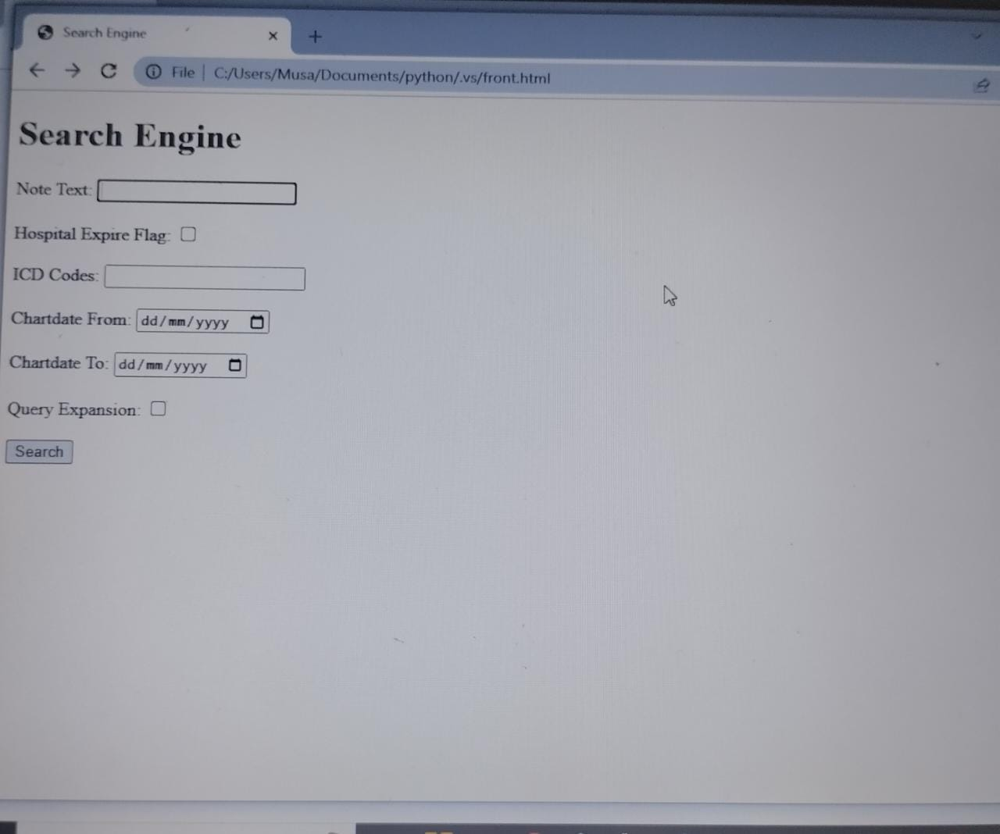 Search Engine
File | C:/Users/Musa/Documents/python/.vs/front.html
Search Engine
Note Text:
Hospital Expire Flag:
ICD Codes:
Chartdate From: dd/mm/yyyy
Chartdate To: dd/mm/yyyy
Query Expansion:
Search